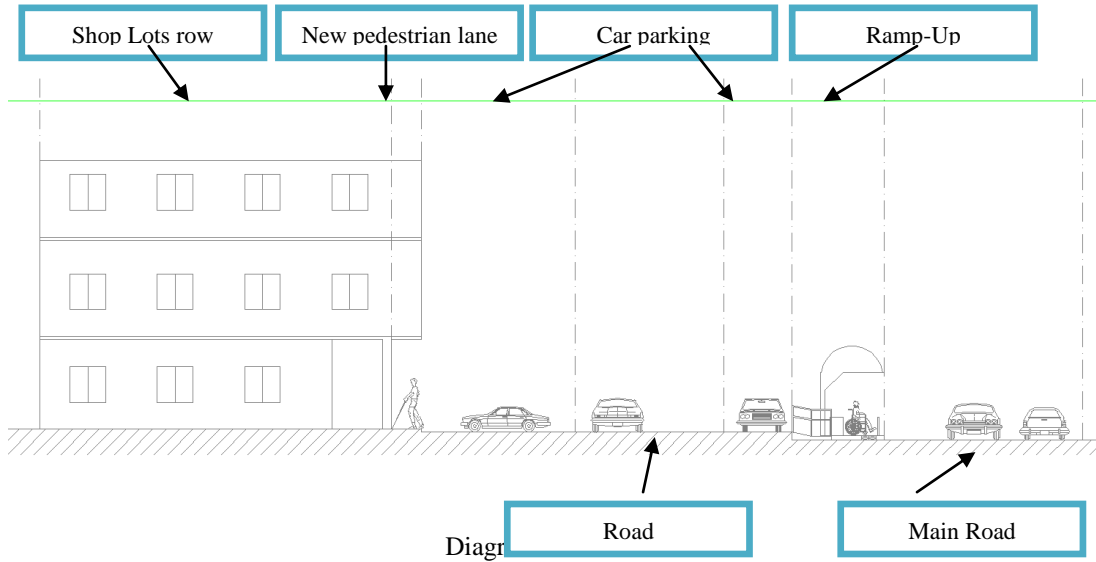 Shop Lots row
New pedestrian lane
Car parking
Ramp-Up
Road
Main Road